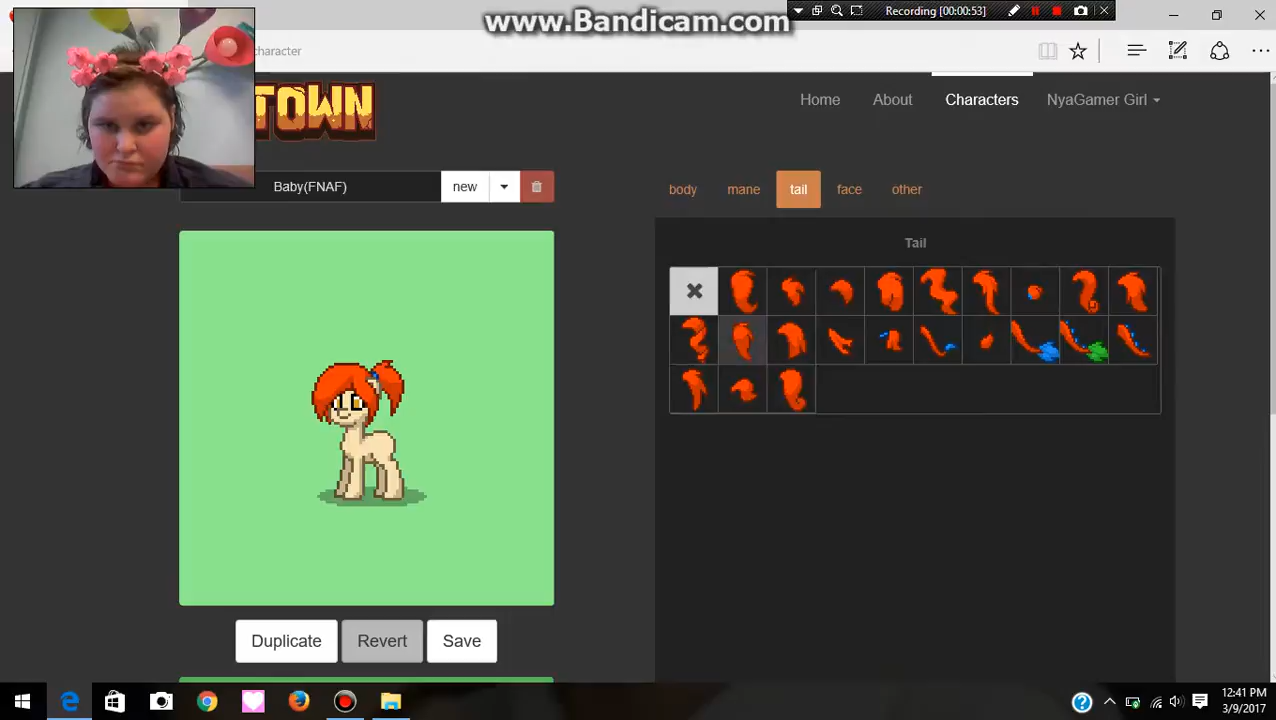 www.Bandicam.com
Recording [00:00:53]
character
TOWN
Home
About
Characters
NyaGamer Girl
Baby(FNAF)
new
body
mane
tail
face
other
Tail
Duplicate
Revert
Save
12:41 PM
3/9/2017